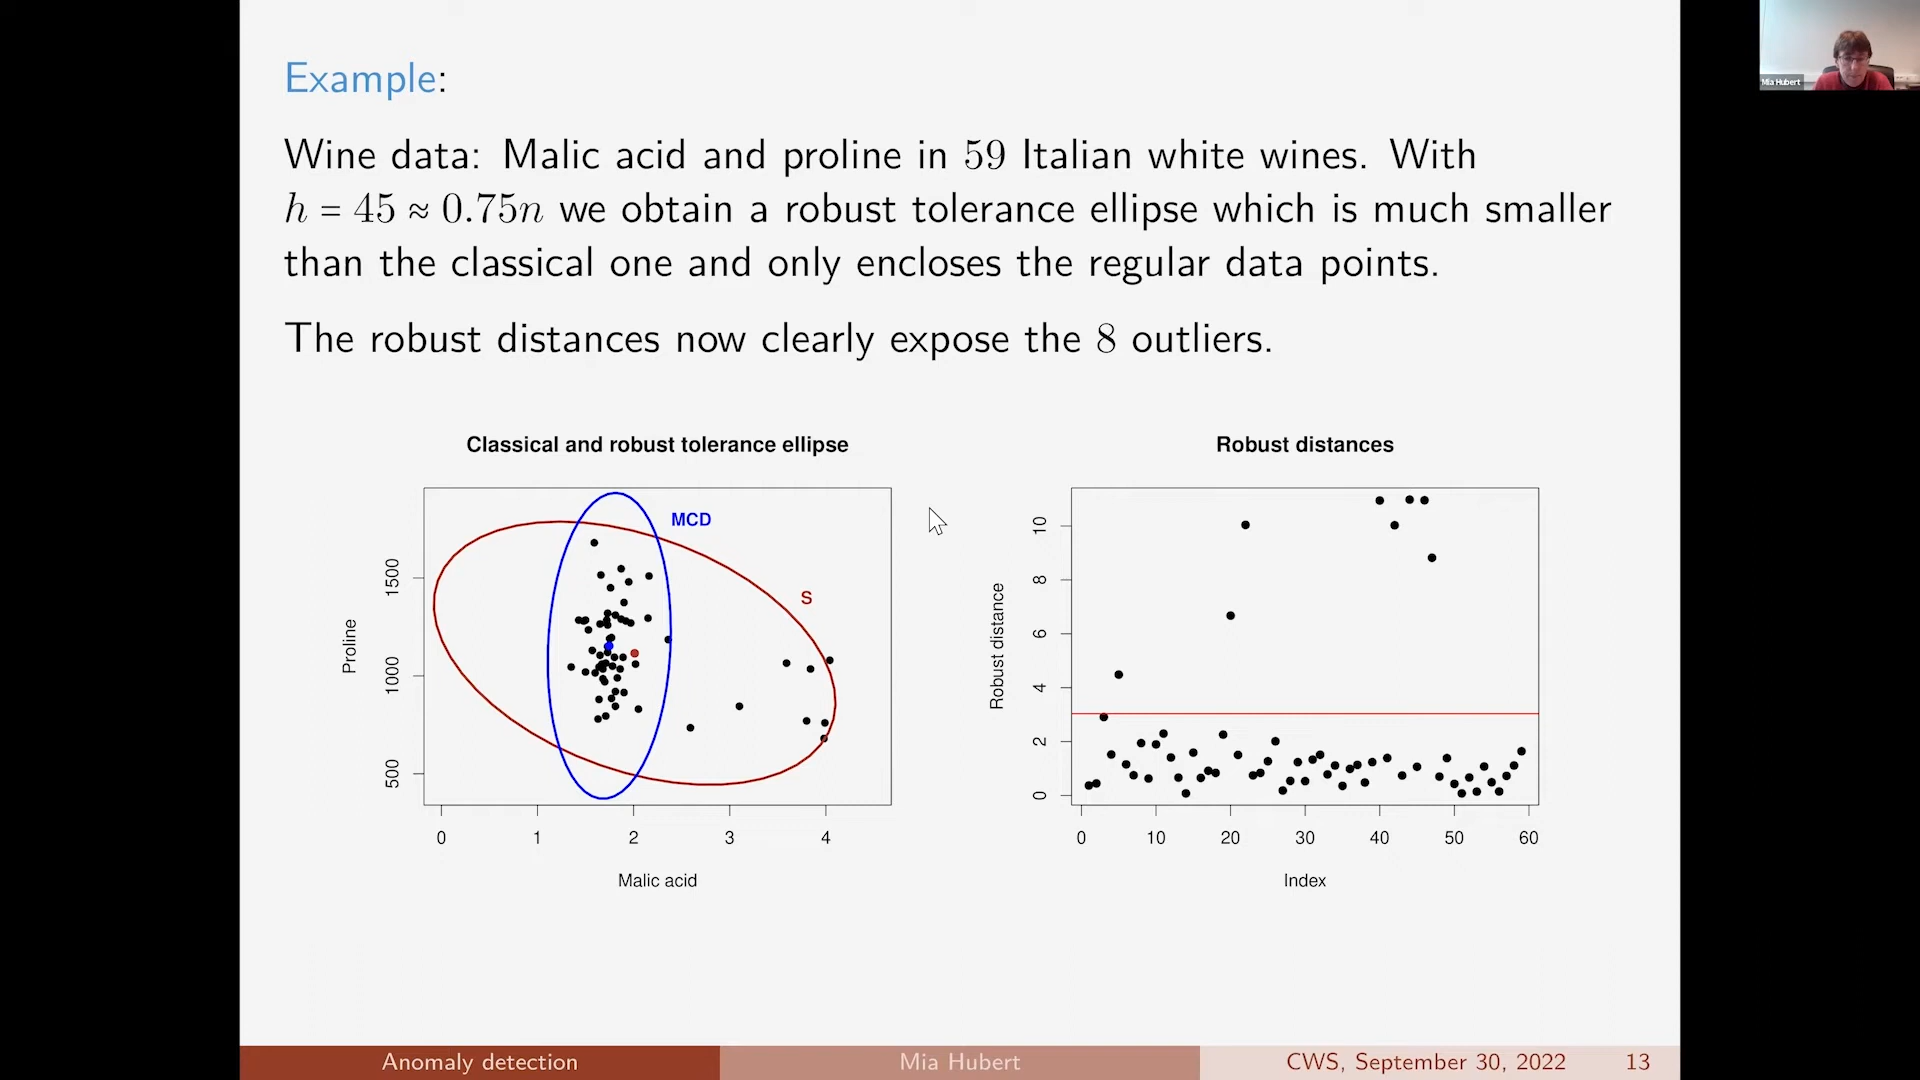 Example:
Wine data: Malic acid and proline in 59 Italian white wines. With
h = 45 ≈ 0.75n we obtain a robust tolerance ellipse which is much smaller
than the classical one and only encloses the regular data points.
The robust distances now clearly expose the 8 outliers.
Classical and robust tolerance ellipse
MCD
S
Proline
1500
1000
500
0 1 2 3 4
Malic acid
Robust distances
Robust distance
10
8
6
4
2
0
0 10 20 30 40 50 60
Index
Mia Hubert
Anomaly detection
Mia Hubert
CWS, September 30, 2022 13